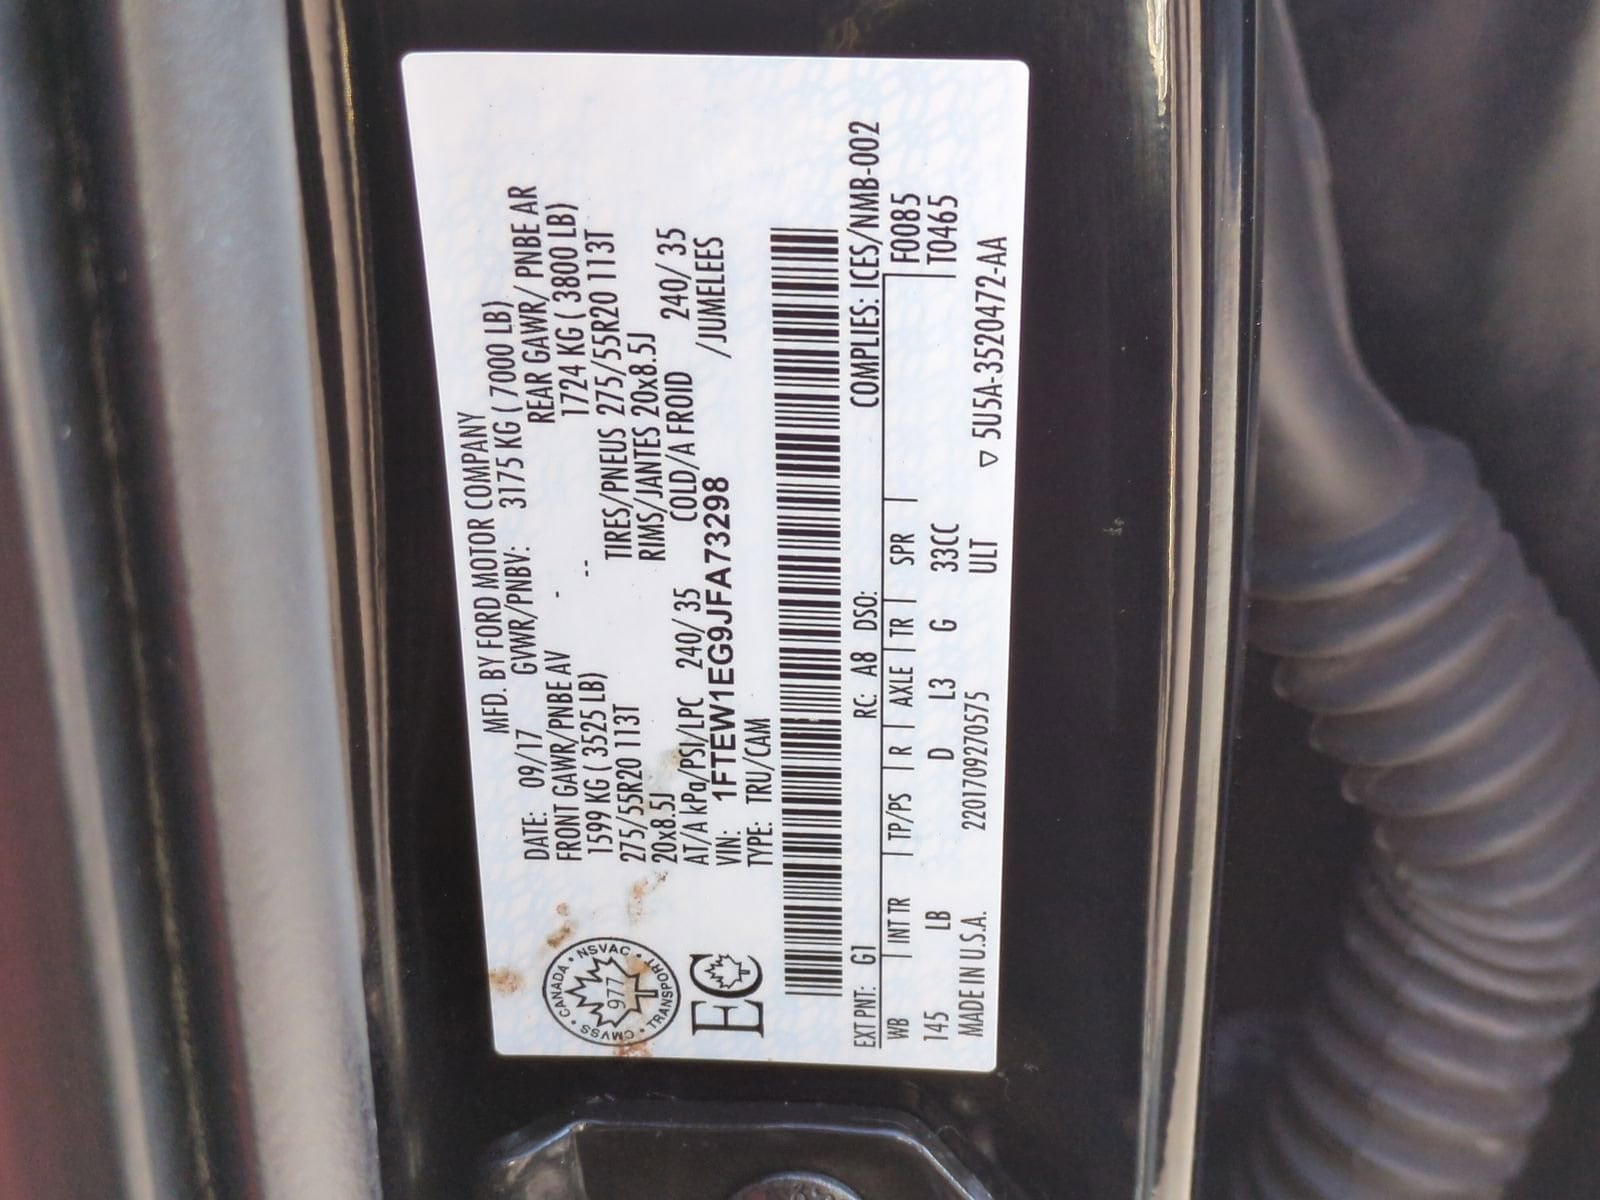 MFD. BY FORD MOTOR COMPANY
DATE: 09/17 GVWR/PNBV: 3175 KG ( 7000 LB)
FRONT GAWR/PNBE AV - REAR GAWR/ PNBE AR
1599 KG ( 3525 LB) -- 1724 KG ( 3800 LB)
275/55R20 113T TIRES/PNEUS 275/55R20 113T
20x8.5J RIMS/JANTES 20x8.5J
AT/A kPa/PSI/LPC 240/ 35 COLD/A FROID 240/ 35
VIN: 1FTEW1EG9JFA73298 /JUMELEES
TYPE: TRU/CAM
CANADA • NSVAC • TRANSPORT • CMVSS •
977
EC
EXT PNT: G1 RC: A8 DSO: COMPLIES: ICES/NMB-002
WB | INT TR | TP/PS | R | AXLE | TR | SPR | F0085
145 LB D L3 G 33CC T0465
MADE IN U.S.A. 220170927 0575 ULT
▽ 5U5A-3520472-AA